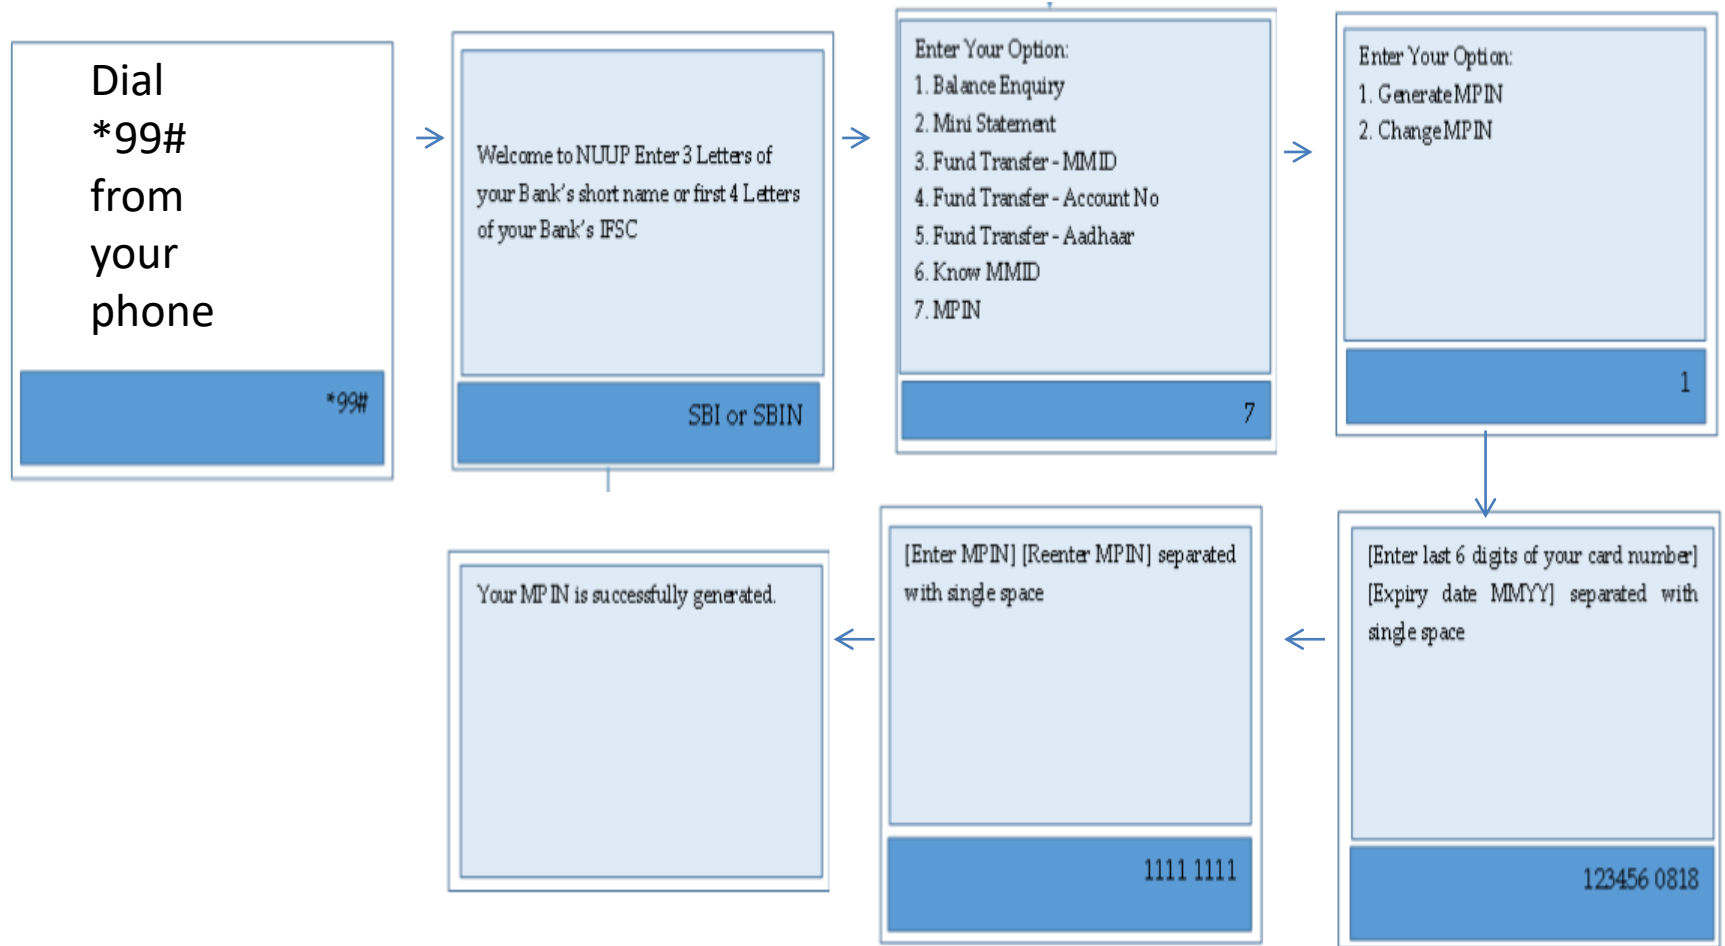 Dial
*99#
from
your
phone
*99#
Welcome to NUUP Enter 3 Letters of
your Bank's short name or first 4 Letters
of your Bank's IFSC
SBI or SBIN
Enter Your Option:
1. Balance Enquiry
2. Mini Statement
3. Fund Transfer - MMID
4. Fund Transfer - Account No
5. Fund Transfer - Aadhaar
6. Know MMID
7. MPIN
7
Enter Your Option:
1. Generate MPIN
2. Change MPIN
1
[Enter last 6 digits of your card number]
[Expiry date MMYY] separated with
single space
123456 0818
[Enter MPIN] [Reenter MPIN] separated
with single space
1111 1111
Your MPIN is successfully generated.